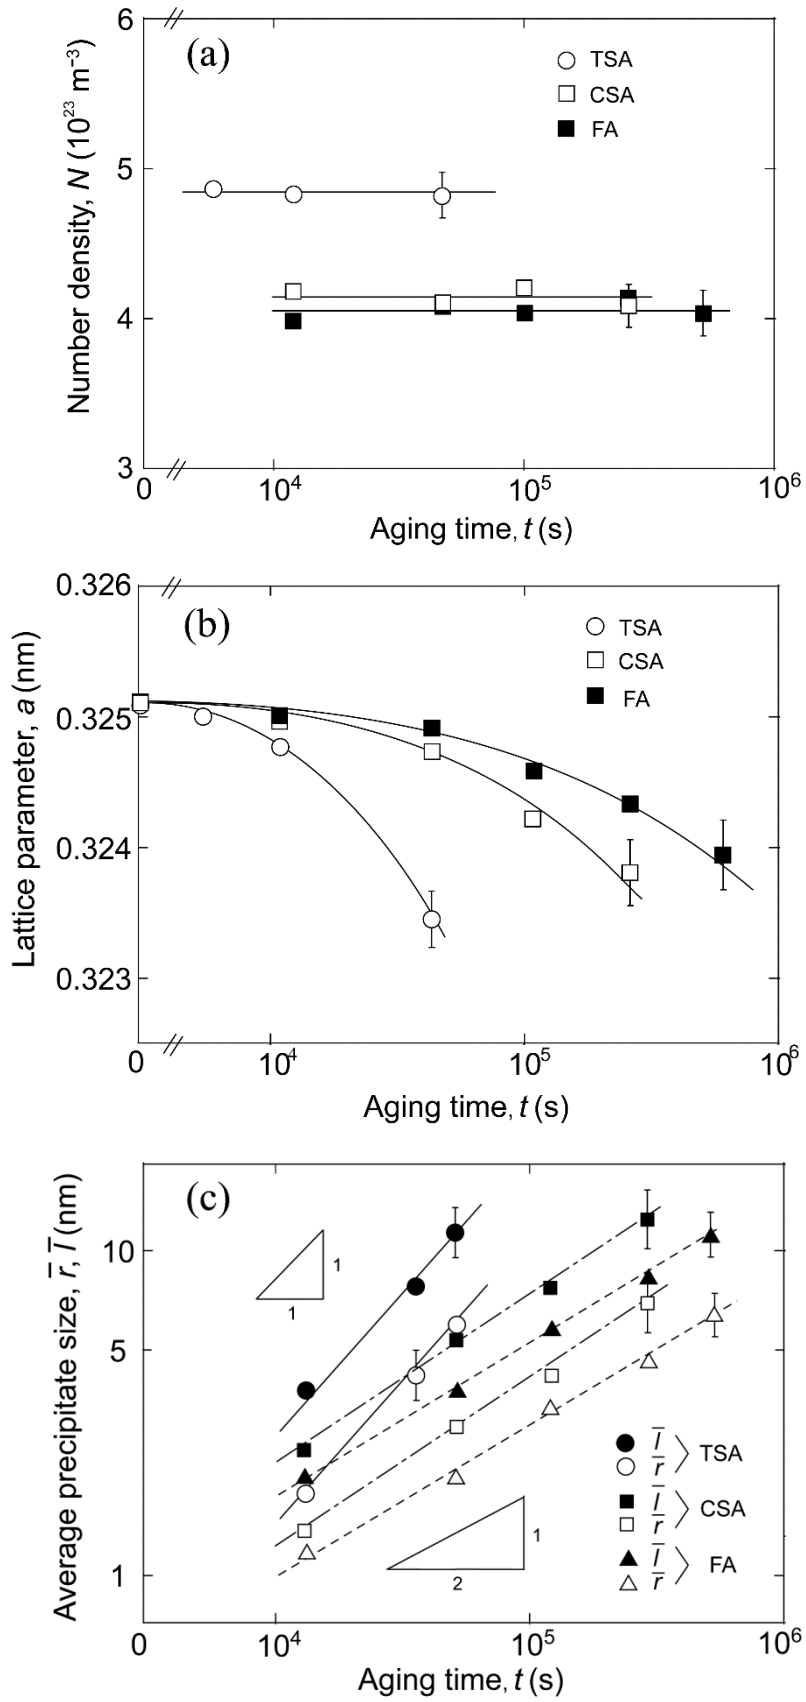 (a)
TSA
CSA
FA
Number density, N (10²³ m⁻³)
6
5
4
3
0
10⁴
10⁵
10⁶
Aging time, t (s)
(b)
TSA
CSA
FA
Lattice parameter, a (nm)
0.326
0.325
0.324
0.323
0
10⁴
10⁵
10⁶
Aging time, t (s)
(c)
1
1
Average precipitate size, r̅, l̅ (nm)
10
5
1
l̅
r̅
TSA
l̅
r̅
CSA
l̅
r̅
FA
1
2
0
10⁴
10⁵
10⁶
Aging time, t (s)